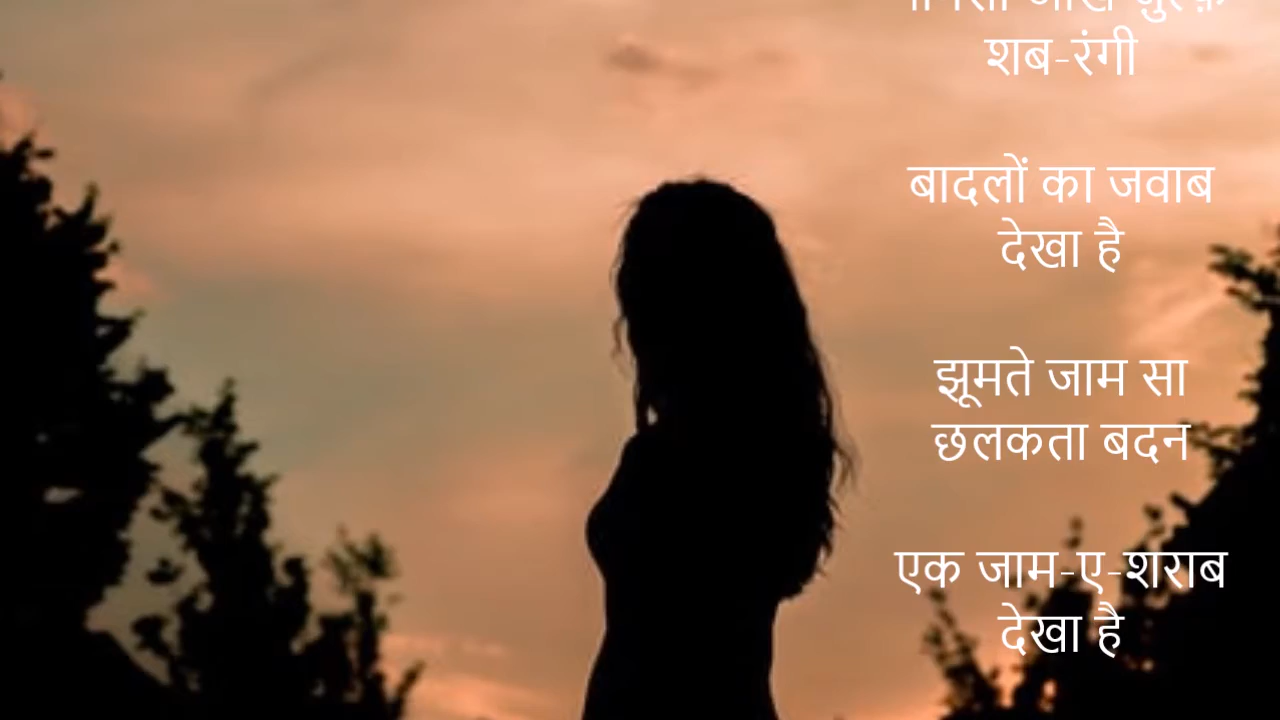 शब-रंगी
बादलों का जवाब
देखा है
झूमते जाम सा
छलकता बदन
एक जाम-ए-शराब
देखा है